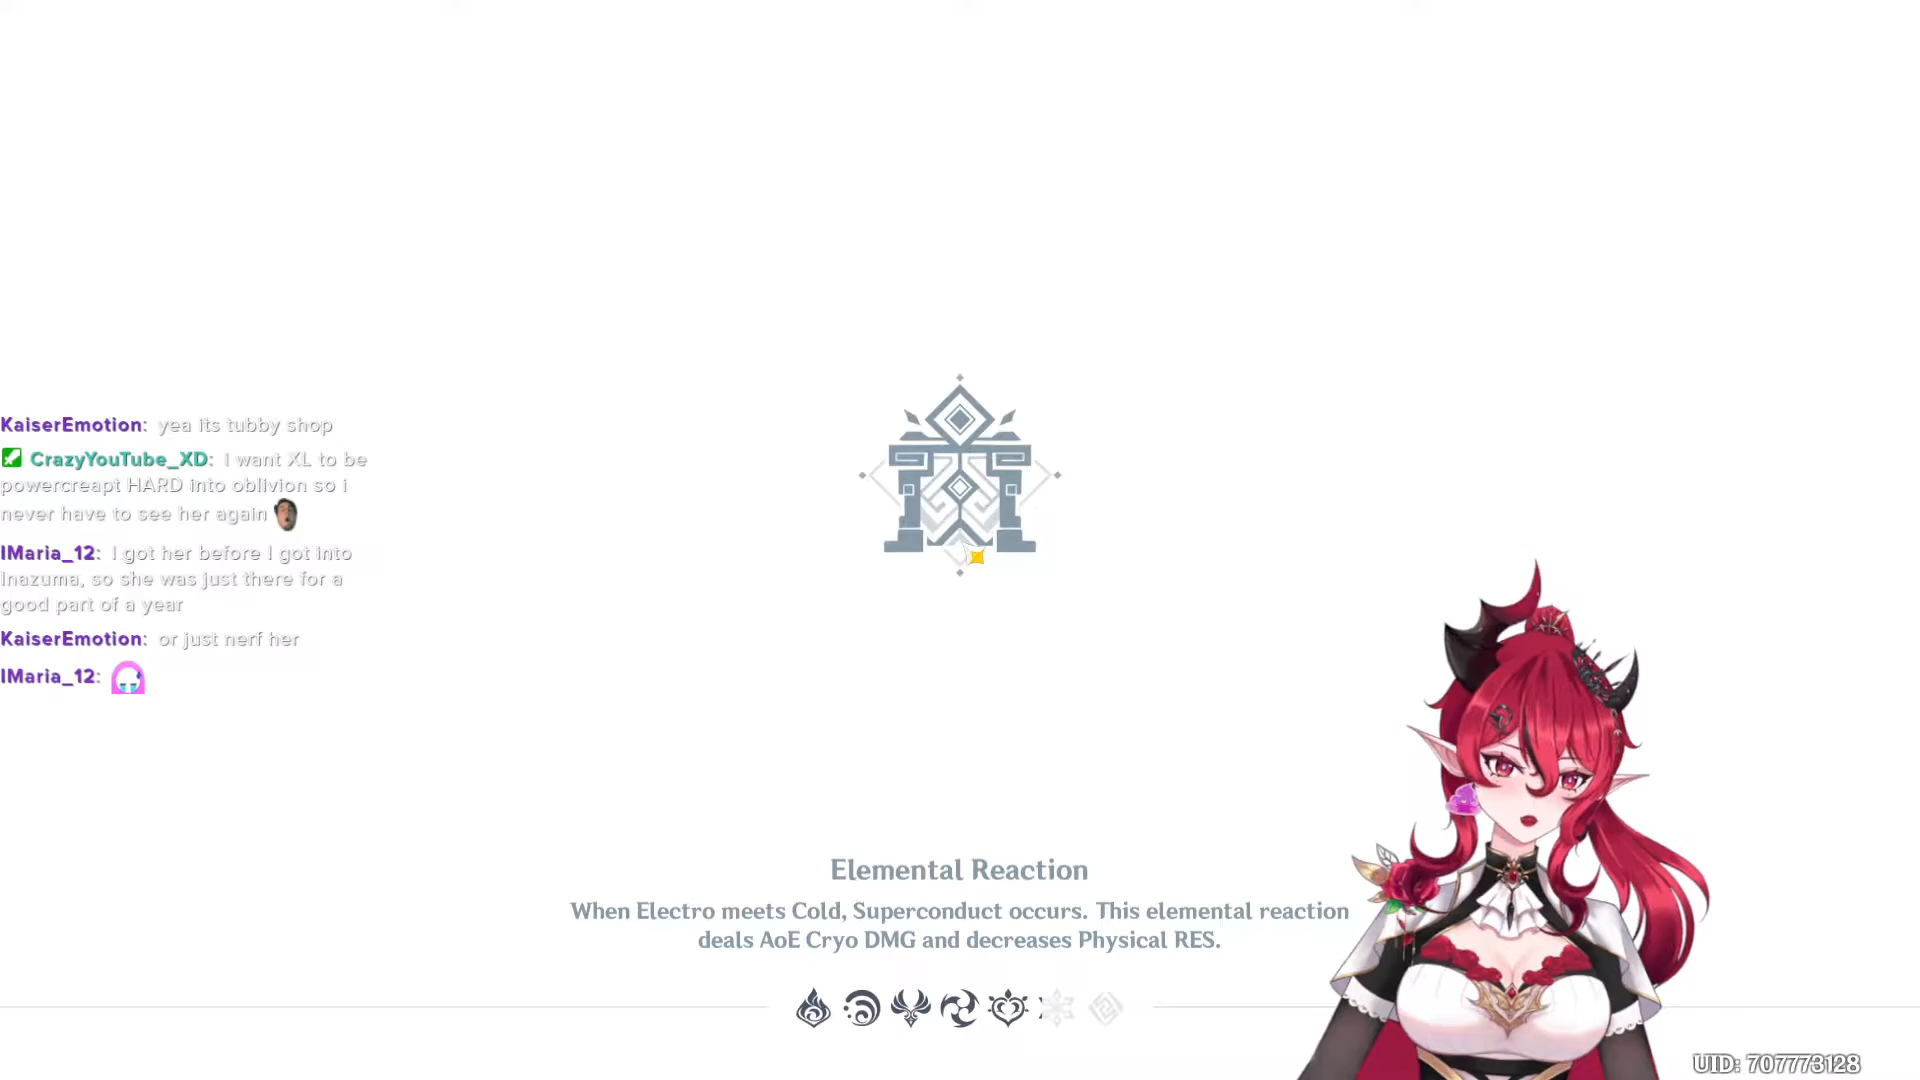 KaiserEmotion: yea its tubby shop
CrazyYouTube_XD: I want XL to be
powercreapt HARD into oblivion so i
never have to see her again
IMaria_12: I got her before I got into
Inazuma, so she was just there for a
good part of a year
KaiserEmotion: or just nerf her
IMaria_12:
Elemental Reaction
When Electro meets Cold, Superconduct occurs. This elemental reaction
deals AoE Cryo DMG and decreases Physical RES.
UID: 707773128